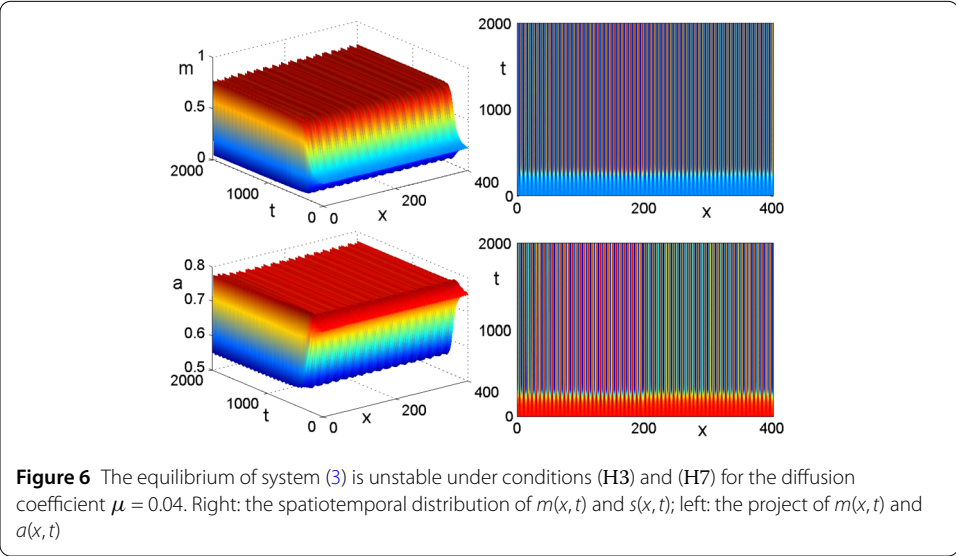 1
m
0.5
0
2000
1000
t
0
0
x
200
400
2000
t
1000
400
0
0
200
x
400
0.8
a
0.7
0.6
0.5
2000
1000
t
0
0
x
200
400
2000
t
1000
400
0
0
200
x
400
Figure 6 The equilibrium of system (3) is unstable under conditions (H3) and (H7) for the diffusion
coefficient μ = 0.04. Right: the spatiotemporal distribution of m(x, t) and s(x, t); left: the project of m(x, t) and
a(x, t)